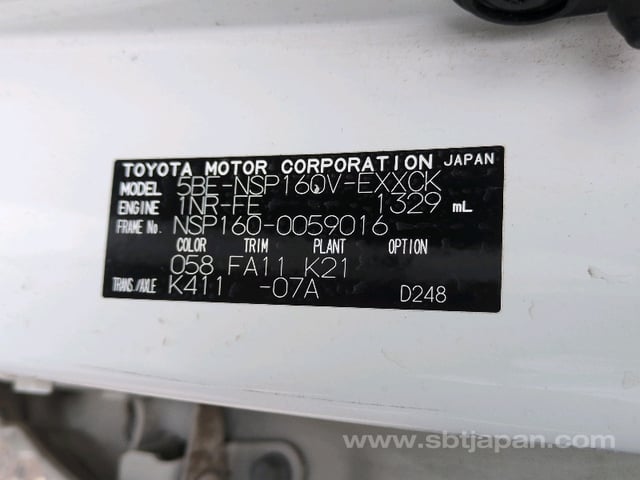 TOYOTA MOTOR CORPORATION JAPAN
MODEL 5BE-NSP160V-EXXCK
ENGINE 1NR-FE 1329 mL
FRAME No. NSP160-0059016
COLOR TRIM PLANT OPTION
058 FA11 K21
TRANS./AXLE K411 -07A D248
www.sbtjapan.com